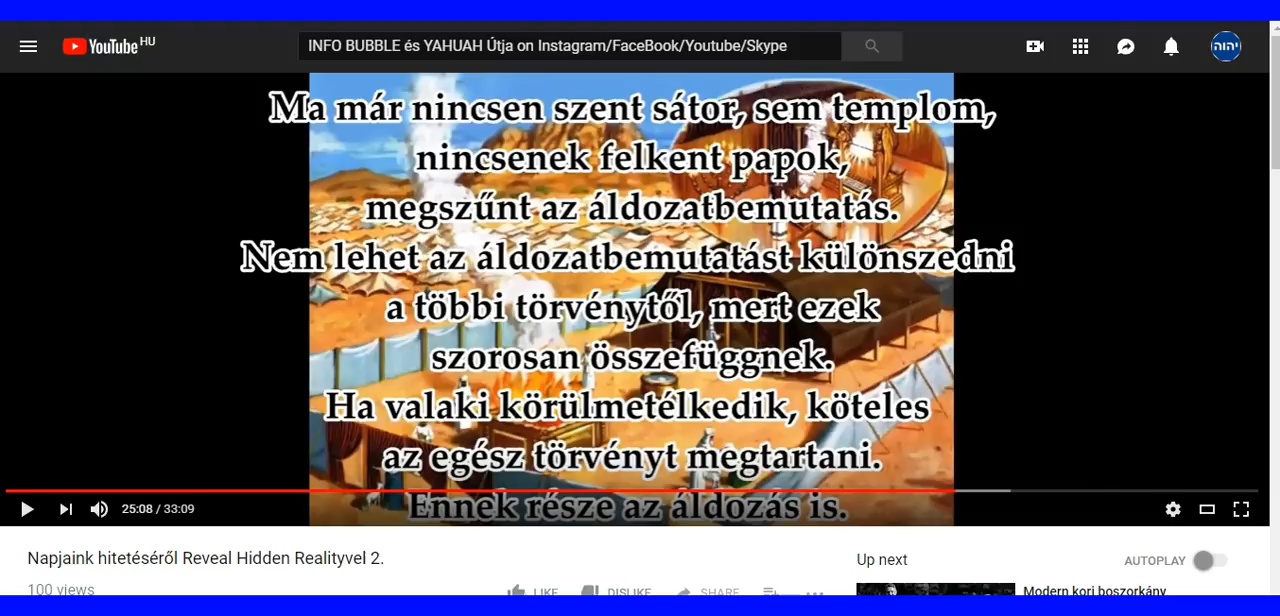 YouTube HU
INFO BUBBLE és YAHUAH Útja on Instagram/FaceBook/Youtube/Skype
יהוה
Ma már nincsen szent sátor, sem templom,
nincsenek felkent papok,
megszűnt az áldozatbemutatás.
Nem lehet az áldozatbemutatást különszedni
a többi törvénytől, mert ezek
szorosan összefüggnek.
Ha valaki körülmetélkedik, köteles
az egész törvényt megtartani.
Ennek része az áldozás is.
25:08 / 33:09
Napjaink hitetéséről Reveal Hidden Realityvel 2.
Up next
AUTOPLAY
100 views
LIKE
DISLIKE
SHARE
Modern kori boszorkány